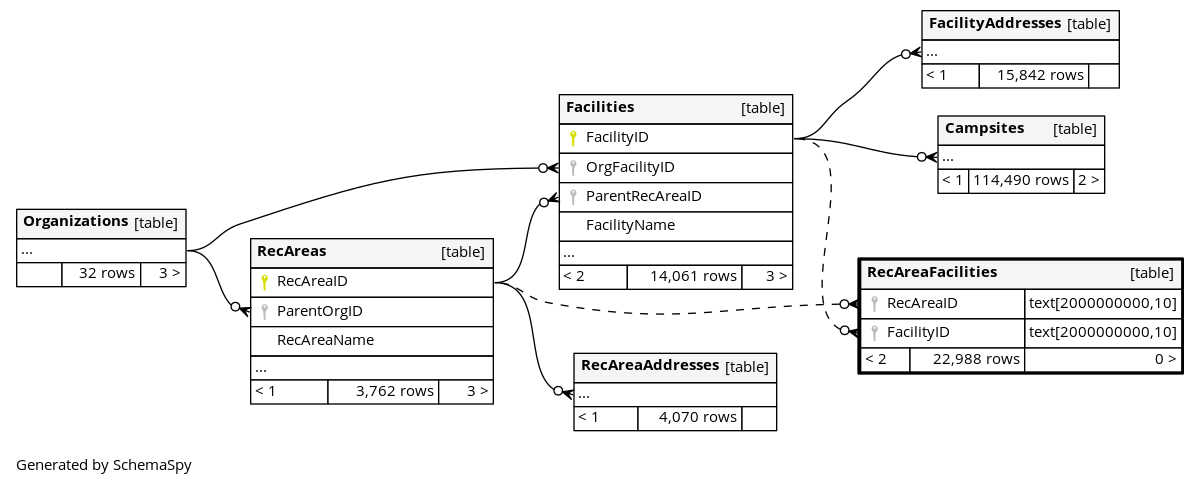 FacilityAddresses [table]
...
< 1 15,842 rows
Facilities [table]
FacilityID
OrgFacilityID
ParentRecAreaID
FacilityName
...
< 2 14,061 rows 3 >
Campsites [table]
...
< 1 114,490 rows 2 >
Organizations [table]
...
32 rows 3 >
RecAreas [table]
RecAreaID
ParentOrgID
RecAreaName
...
< 1 3,762 rows 3 >
RecAreaFacilities [table]
RecAreaID text[2000000000,10]
FacilityID text[2000000000,10]
< 2 22,988 rows 0 >
RecAreaAddresses [table]
...
< 1 4,070 rows
Generated by SchemaSpy